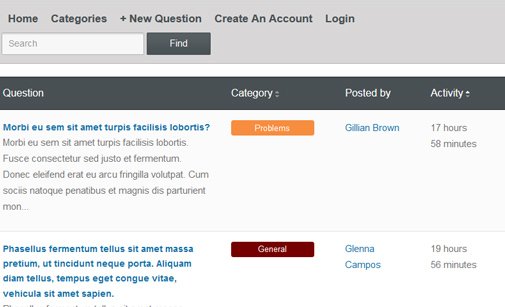 Home Categories + New Question Create An Account Login
Search Find
Question Category Posted by Activity
Morbi eu sem sit amet turpis facilisis lobortis? Problems Gillian Brown 17 hours
Morbi eu sem sit amet turpis facilisis lobortis. 58 minutes
Fusce consectetur sed justo et fermentum.
Donec eleifend erat eu arcu fringilla volutpat. Cum
sociis natoque penatibus et magnis dis parturient
mon...
Phasellus fermentum tellus sit amet massa General Glenna 19 hours
pretium, ut tincidunt neque porta. Aliquam Campos 56 minutes
diam tellus, tempus eget congue vitae,
vehicula sit amet sapien.